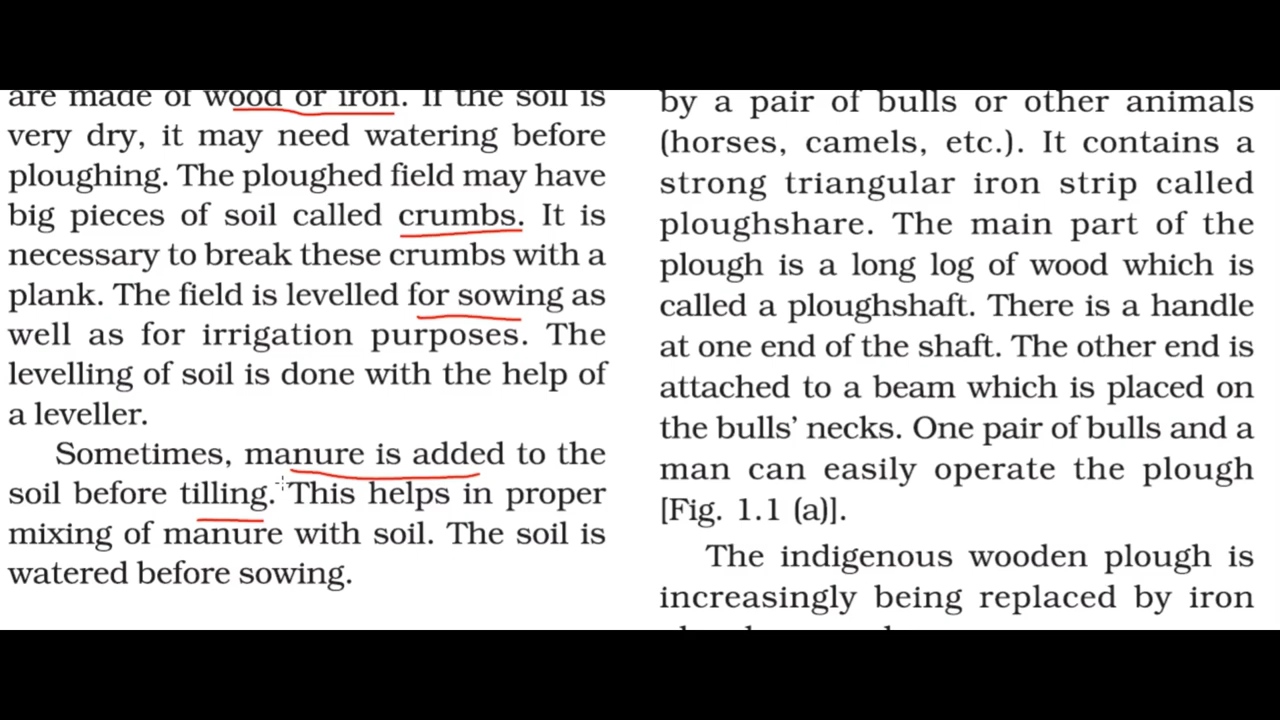 are made of wood or iron. If the soil is
very dry, it may need watering before
ploughing. The ploughed field may have
big pieces of soil called crumbs. It is
necessary to break these crumbs with a
plank. The field is levelled for sowing as
well as for irrigation purposes. The
levelling of soil is done with the help of
a leveller.
Sometimes, manure is added to the
soil before tilling. This helps in proper
mixing of manure with soil. The soil is
watered before sowing.
by a pair of bulls or other animals
(horses, camels, etc.). It contains a
strong triangular iron strip called
ploughshare. The main part of the
plough is a long log of wood which is
called a ploughshaft. There is a handle
at one end of the shaft. The other end is
attached to a beam which is placed on
the bulls' necks. One pair of bulls and a
man can easily operate the plough
[Fig. 1.1 (a)].
The indigenous wooden plough is
increasingly being replaced by iron